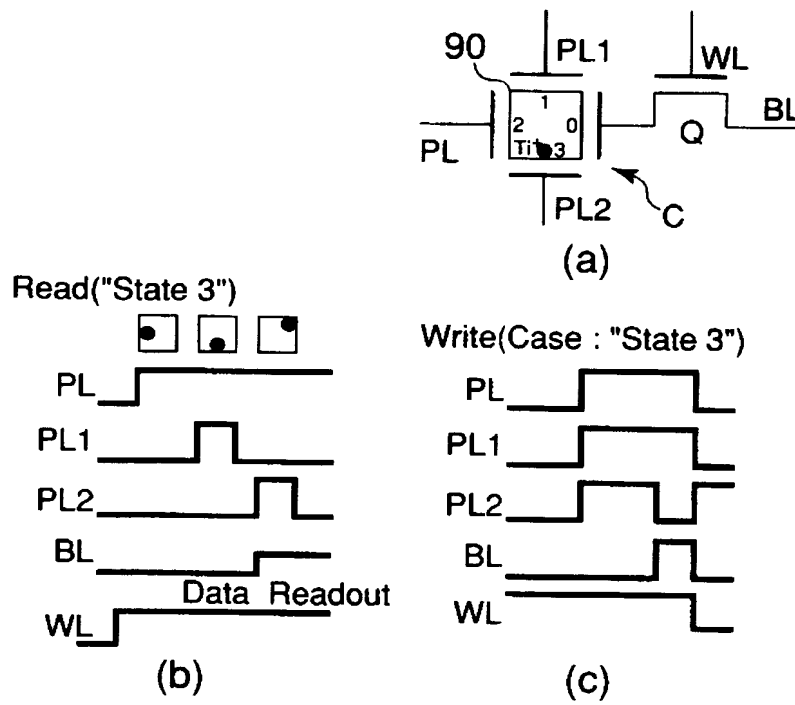 90
PL1
WL
1
2
0
BL
PL
Ti
3
Q
PL2
C
(a)
Read("State 3")
PL
PL1
PL2
BL
Data Readout
WL
(b)
Write(Case : "State 3")
PL
PL1
PL2
BL
WL
(c)